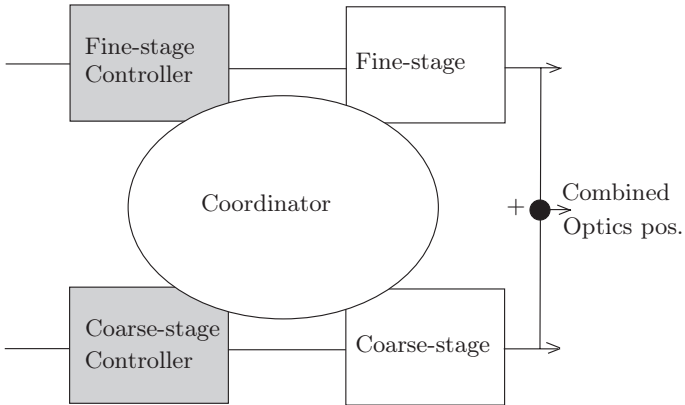 Fine-stage
Controller
Fine-stage
Coordinator
+
Combined
Optics pos.
Coarse-stage
Controller
Coarse-stage